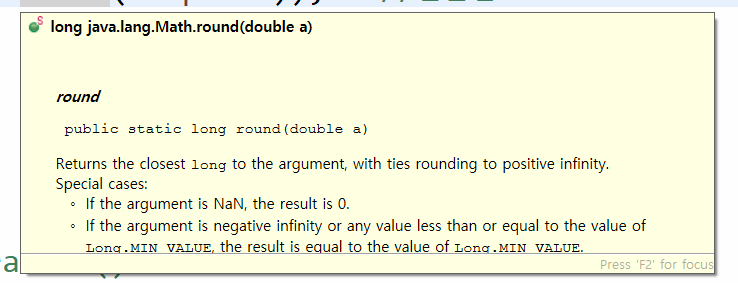 long java.lang.Math.round(double a)
round
public static long round(double a)
Returns the closest long to the argument, with ties rounding to positive infinity.
Special cases:
◦ If the argument is NaN, the result is 0.
◦ If the argument is negative infinity or any value less than or equal to the value of
Long.MIN_VALUE, the result is equal to the value of Long.MIN_VALUE.
Press 'F2' for focus